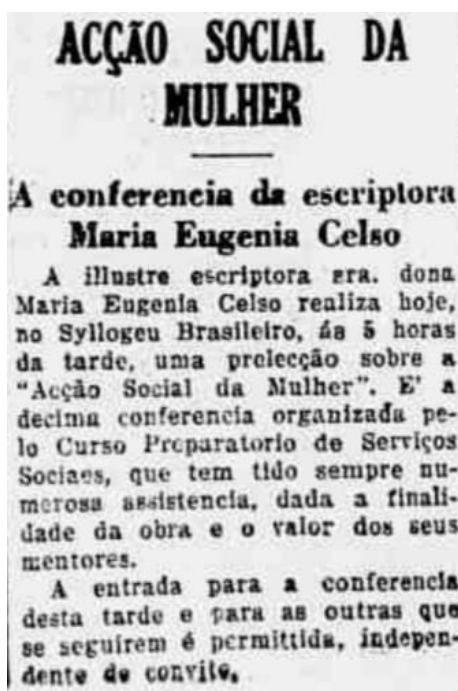 ACÇÃO SOCIAL DA
MULHER
A conferencia da escriptora
Maria Eugenia Celso
A illustre escriptora sra. dona
Maria Eugenia Celso realiza hoje,
no Syllogeu Brasileiro, ás 5 horas
da tarde, uma prelecção sobre a
"Acção Social da Mulher". E' a
decima conferencia organizada pe-
lo Curso Preparatorio de Serviços
Sociaes, que tem tido sempre nu-
merosa assistencia, dada a finali-
dade da obra e o valor dos seus
mentores.
A entrada para a conferencia
desta tarde e para as outras que
se seguirem é permittida, indepen-
dente de convite.